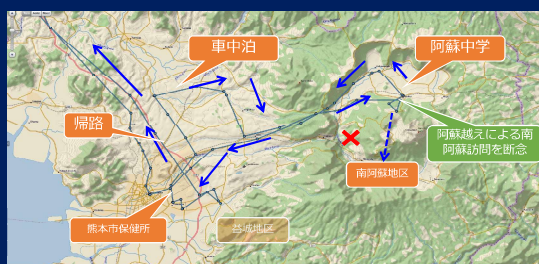 車中泊
阿蘇中学
帰路
阿蘇越えによる南
阿蘇訪問を断念
南阿蘇地区
熊本市保健所
益城地区